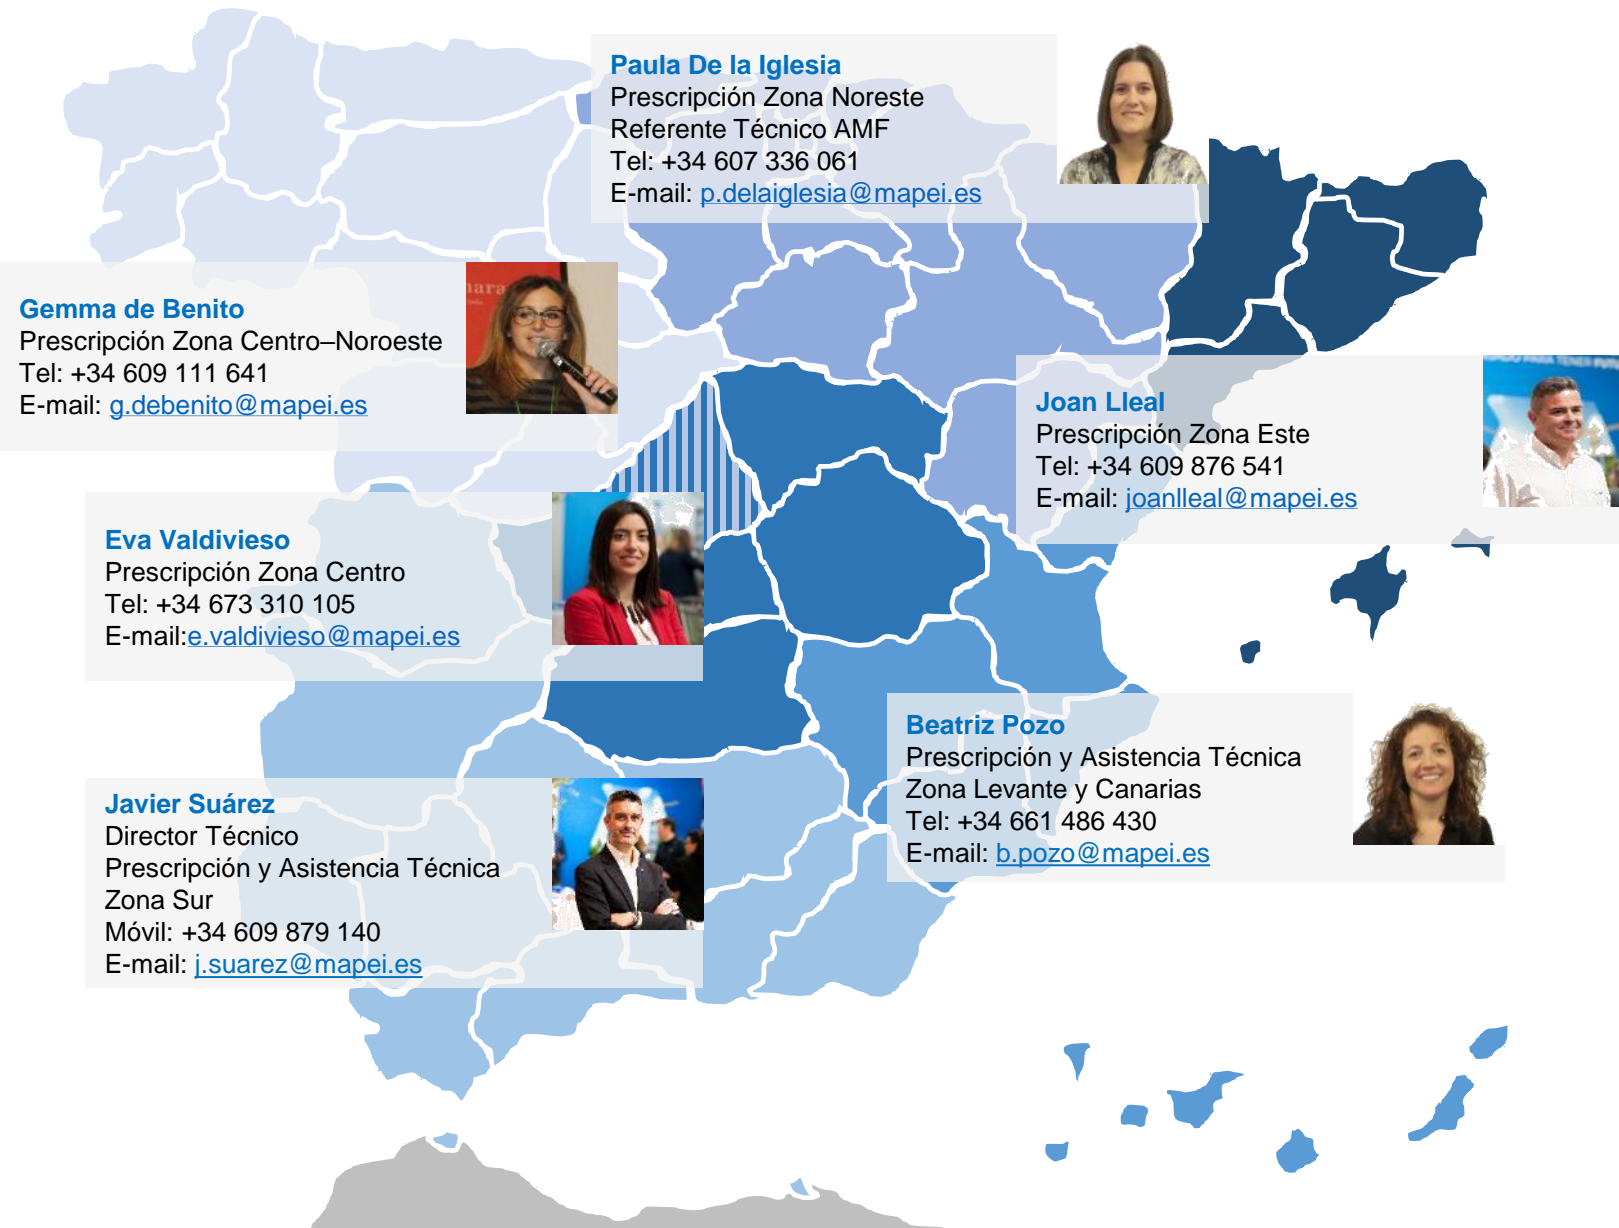 Paula De la Iglesia
Prescripción Zona Noreste
Referente Técnico AMF
Tel: +34 607 336 061
E-mail: p.delaiglesia@mapei.es
Gemma de Benito
Prescripción Zona Centro–Noroeste
Tel: +34 609 111 641
E-mail: g.debenito@mapei.es
Joan Lleal
Prescripción Zona Este
Tel: +34 609 876 541
E-mail: joanlleal@mapei.es
Eva Valdivieso
Prescripción Zona Centro
Tel: +34 673 310 105
E-mail:e.valdivieso@mapei.es
Beatriz Pozo
Prescripción y Asistencia Técnica
Zona Levante y Canarias
Tel: +34 661 486 430
E-mail: b.pozo@mapei.es
Javier Suárez
Director Técnico
Prescripción y Asistencia Técnica
Zona Sur
Móvil: +34 609 879 140
E-mail: j.suarez@mapei.es